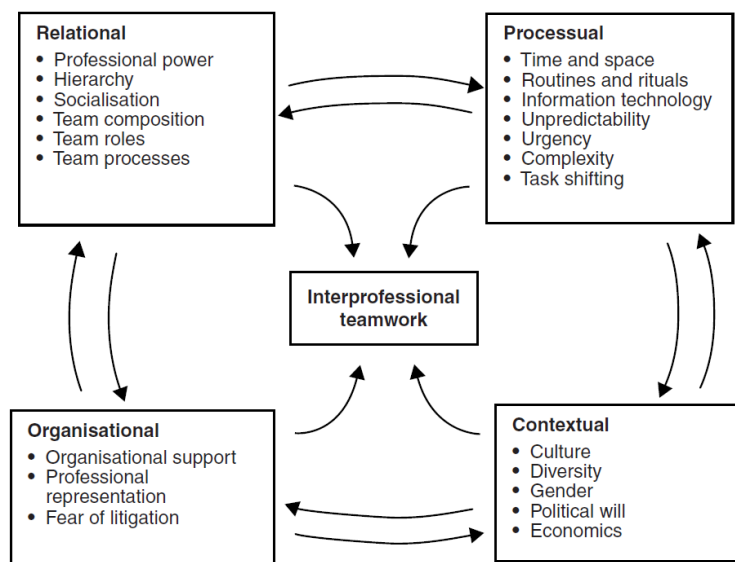 Relational
• Professional power
• Hierarchy
• Socialisation
• Team composition
• Team roles
• Team processes
Processual
• Time and space
• Routines and rituals
• Information technology
• Unpredictability
• Urgency
• Complexity
• Task shifting
Interprofessional
teamwork
Organisational
• Organisational support
• Professional
representation
• Fear of litigation
Contextual
• Culture
• Diversity
• Gender
• Political will
• Economics